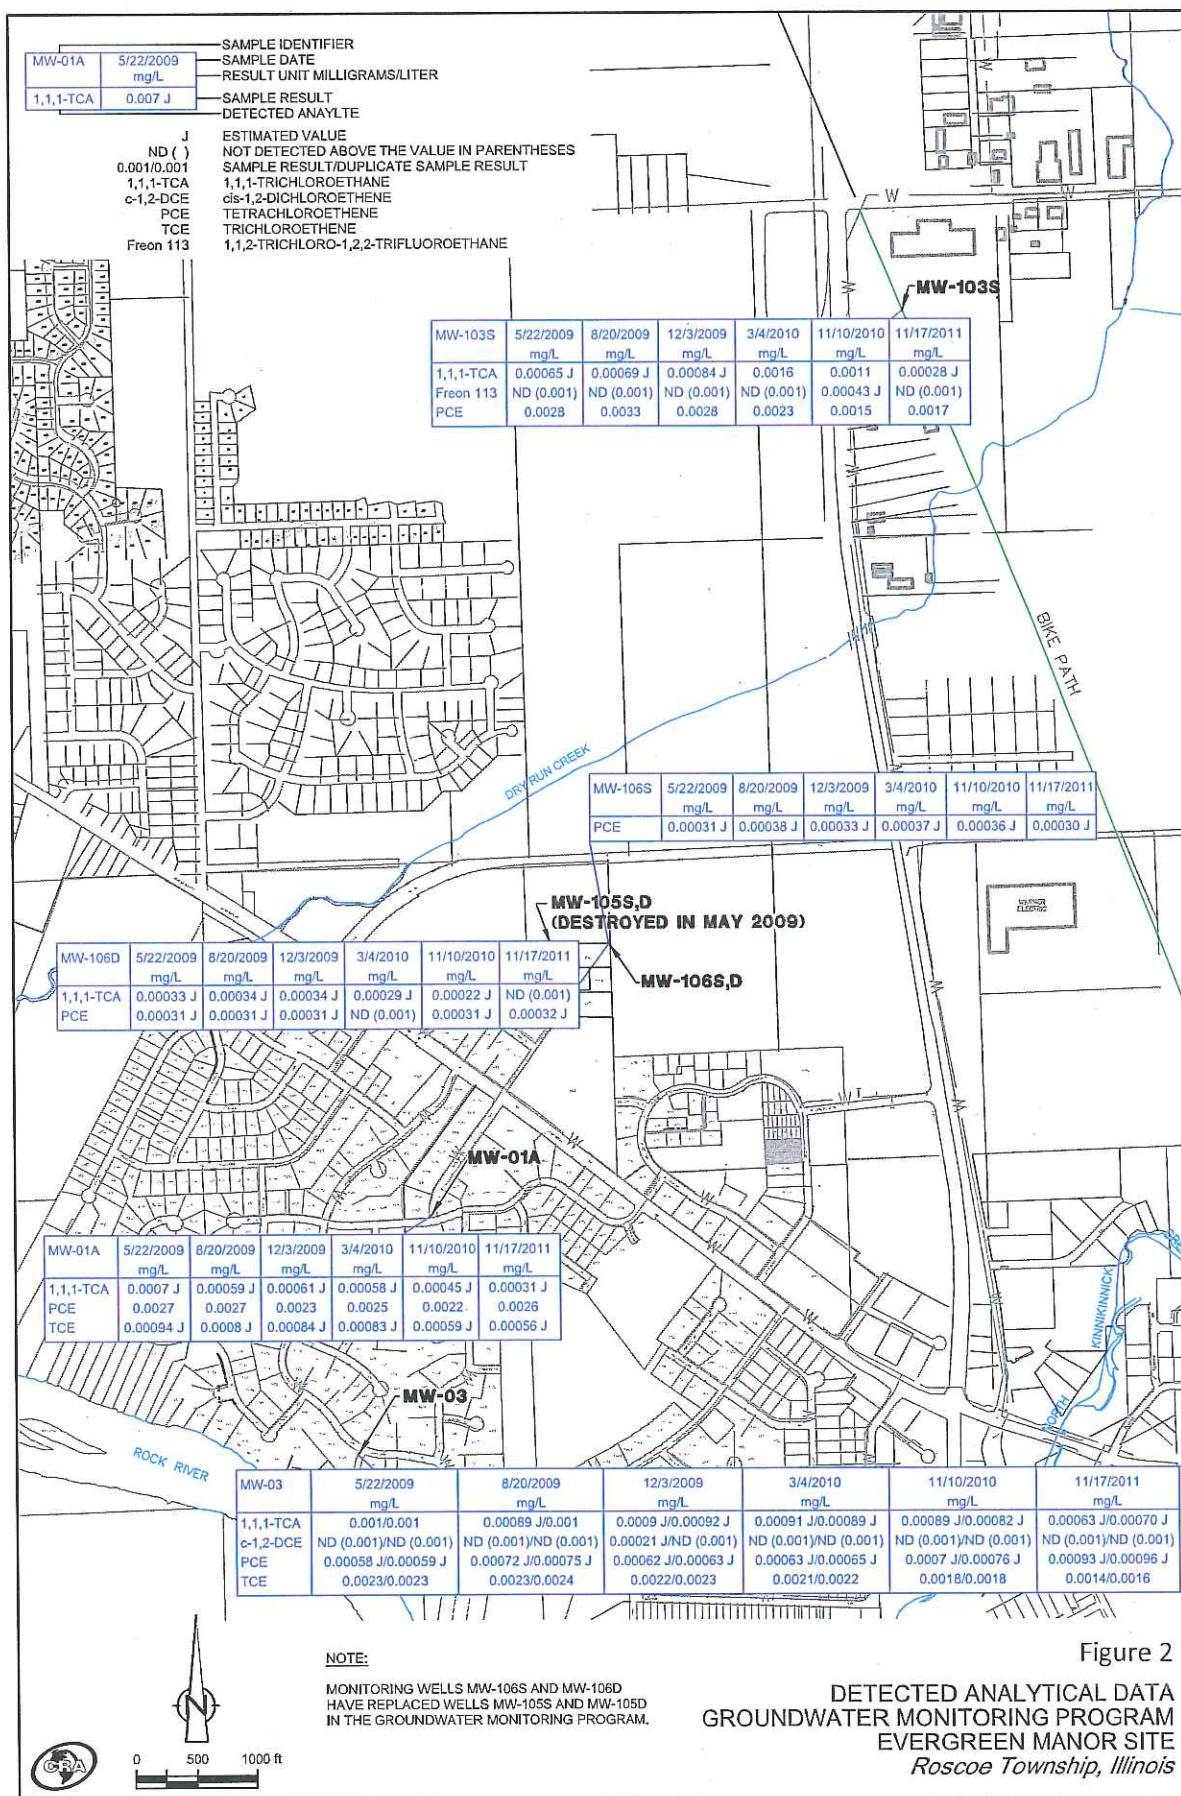 SAMPLE IDENTIFIER
MW-01A 5/22/2009 SAMPLE DATE
mg/L RESULT UNIT MILLIGRAMS/LITER
1,1,1-TCA 0.007 J SAMPLE RESULT
DETECTED ANAYLTE
J ESTIMATED VALUE
ND ( ) NOT DETECTED ABOVE THE VALUE IN PARENTHESES
0.001/0.001 SAMPLE RESULT/DUPLICATE SAMPLE RESULT
1,1,1-TCA 1,1,1-TRICHLOROETHANE
c-1,2-DCE cis-1,2-DICHLOROETHENE
PCE TETRACHLOROETHENE
TCE TRICHLOROETHENE
Freon 113 1,1,2-TRICHLORO-1,2,2-TRIFLUOROETHANE
W
W
W
W
MW-103S
MW-103S 5/22/2009 8/20/2009 12/3/2009 3/4/2010 11/10/2010 11/17/2011
mg/L mg/L mg/L mg/L mg/L mg/L
1,1,1-TCA 0.00065 J 0.00069 J 0.00084 J 0.0016 0.0011 0.00028 J
Freon 113 ND (0.001) ND (0.001) ND (0.001) ND (0.001) 0.00043 J ND (0.001)
PCE 0.0028 0.0033 0.0028 0.0023 0.0015 0.0017
W
BIKE PATH
DRY RUN CREEK
MW-106S 5/22/2009 8/20/2009 12/3/2009 3/4/2010 11/10/2010 11/17/2011
mg/L mg/L mg/L mg/L mg/L mg/L
PCE 0.00031 J 0.00038 J 0.00033 J 0.00037 J 0.00036 J 0.00030 J
WARNER
ELECTRIC
MW-105S,D
(DESTROYED IN MAY 2009)
MW-106D 5/22/2009 8/20/2009 12/3/2009 3/4/2010 11/10/2010 11/17/2011
mg/L mg/L mg/L mg/L mg/L mg/L
1,1,1-TCA 0.00033 J 0.00034 J 0.00034 J 0.00029 J 0.00022 J ND (0.001)
PCE 0.00031 J 0.00031 J 0.00031 J ND (0.001) 0.00031 J 0.00032 J
MW-106S,D
W
W
W
W
MW-01A
MW-01A 5/22/2009 8/20/2009 12/3/2009 3/4/2010 11/10/2010 11/17/2011
mg/L mg/L mg/L mg/L mg/L mg/L
1,1,1-TCA 0.0007 J 0.00059 J 0.00061 J 0.00058 J 0.00045 J 0.00031 J
PCE 0.0027 0.0027 0.0023 0.0025 0.0022 0.0026
TCE 0.00094 J 0.0008 J 0.00084 J 0.00083 J 0.00059 J 0.00056 J
NORTH KINNIKINNICK
MW-03
ROCK RIVER
MW-03 5/22/2009 8/20/2009 12/3/2009 3/4/2010 11/10/2010 11/17/2011
mg/L mg/L mg/L mg/L mg/L mg/L
1,1,1-TCA 0.001/0.001 0.00089 J/0.001 0.0009 J/0.00092 J 0.00091 J/0.00089 J 0.00089 J/0.00082 J 0.00063 J/0.00070 J
c-1,2-DCE ND (0.001)/ND (0.001) ND (0.001)/ND (0.001) 0.00021 J/ND (0.001) ND (0.001)/ND (0.001) ND (0.001)/ND (0.001) ND (0.001)/ND (0.001)
PCE 0.00058 J/0.00059 J 0.00072 J/0.00075 J 0.00062 J/0.00063 J 0.00063 J/0.00065 J 0.0007 J/0.00076 J 0.00093 J/0.00096 J
TCE 0.0023/0.0023 0.0023/0.0024 0.0022/0.0023 0.0021/0.0022 0.0018/0.0018 0.0014/0.0016
N
CRA
0 500 1000 ft
NOTE:
MONITORING WELLS MW-106S AND MW-106D
HAVE REPLACED WELLS MW-105S AND MW-105D
IN THE GROUNDWATER MONITORING PROGRAM.
Figure 2
DETECTED ANALYTICAL DATA
GROUNDWATER MONITORING PROGRAM
EVERGREEN MANOR SITE
Roscoe Township, Illinois